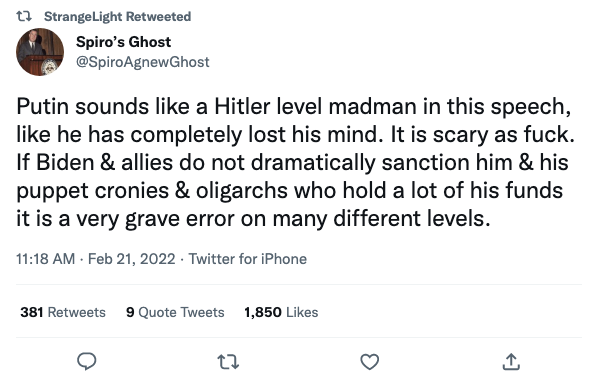 StrangeLight Retweeted
Spiro's Ghost
@SpiroAgnewGhost
Putin sounds like a Hitler level madman in this speech,
like he has completely lost his mind. It is scary as fuck.
If Biden & allies do not dramatically sanction him & his
puppet cronies & oligarchs who hold a lot of his funds
it is a very grave error on many different levels.
11:18 AM · Feb 21, 2022 · Twitter for iPhone
381 Retweets 9 Quote Tweets 1,850 Likes